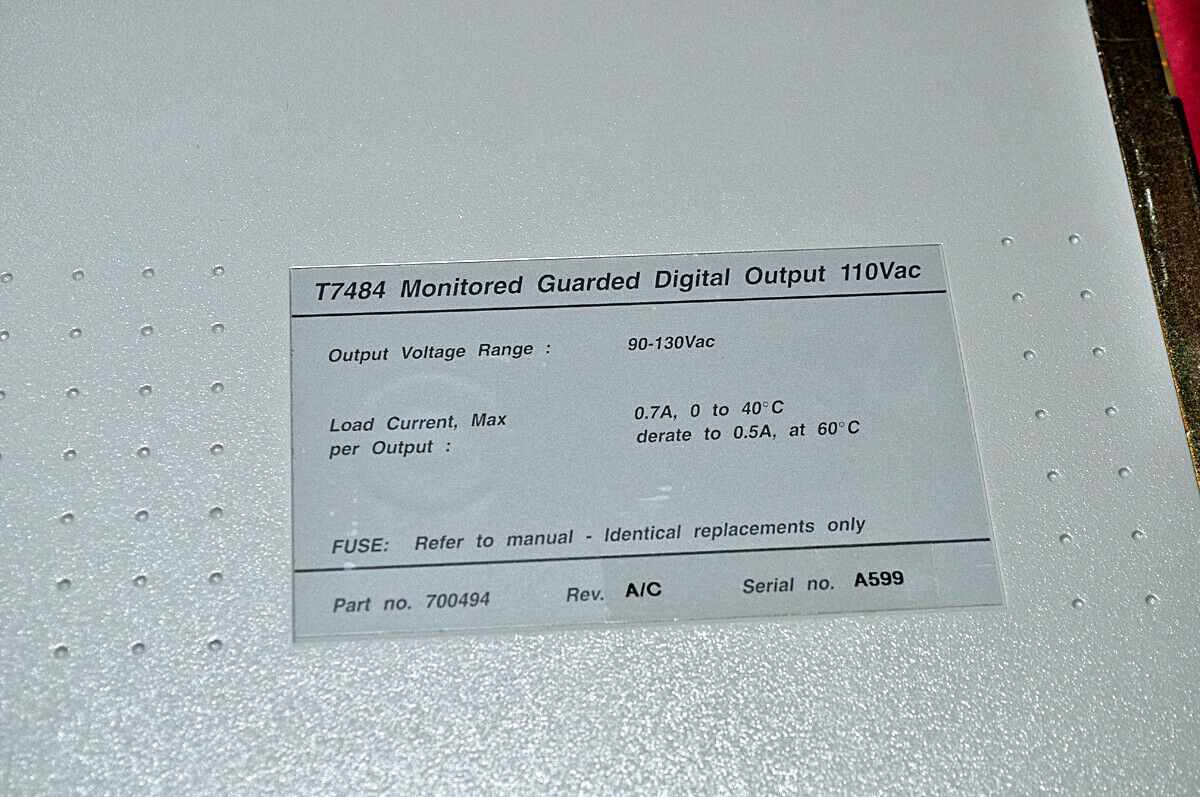 T7484 Monitored Guarded Digital Output 110Vac
Output Voltage Range : 90-130Vac
Load Current, Max 0.7A, 0 to 40°C
per Output : derate to 0.5A, at 60°C
FUSE: Refer to manual - Identical replacements only
Part no. 700494 Rev. A/C Serial no. A599